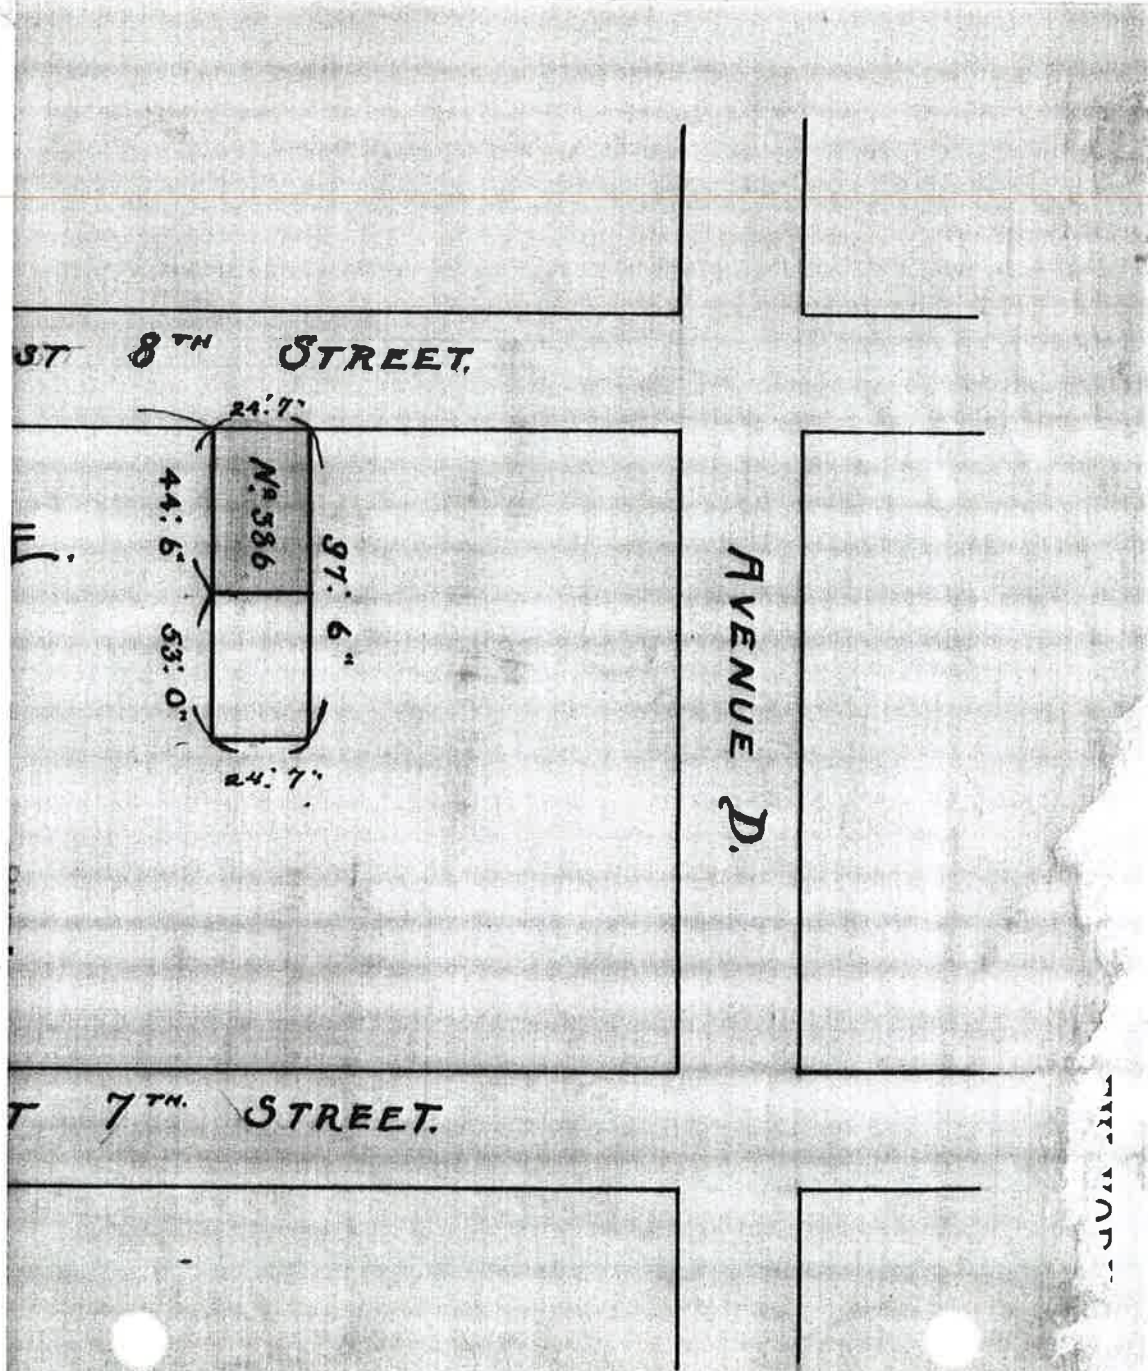 ST 8TH STREET.
24'.7"
Nº 386
44'. 6"
97'. 6"
53'. 0"
24'. 7"
E.
AVENUE D.
T 7TH. STREET.